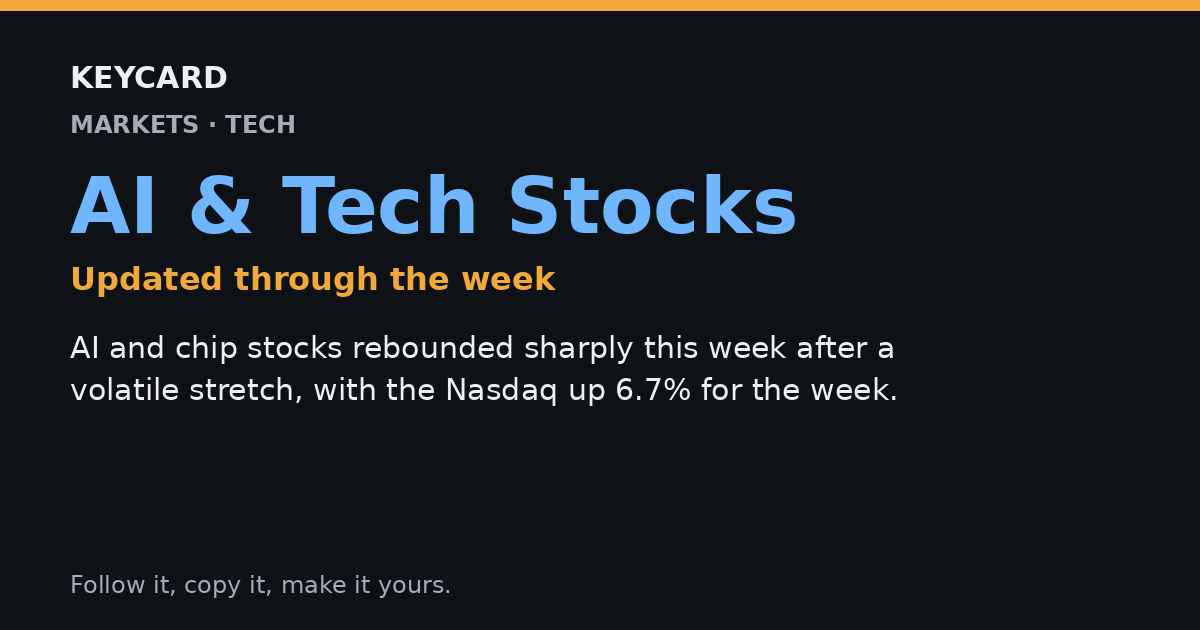 KEYCARD
MARKETS · TECH
AI & Tech Stocks
Updated through the week
AI and chip stocks rebounded sharply this week after a
volatile stretch, with the Nasdaq up 6.7% for the week.
Follow it, copy it, make it yours.